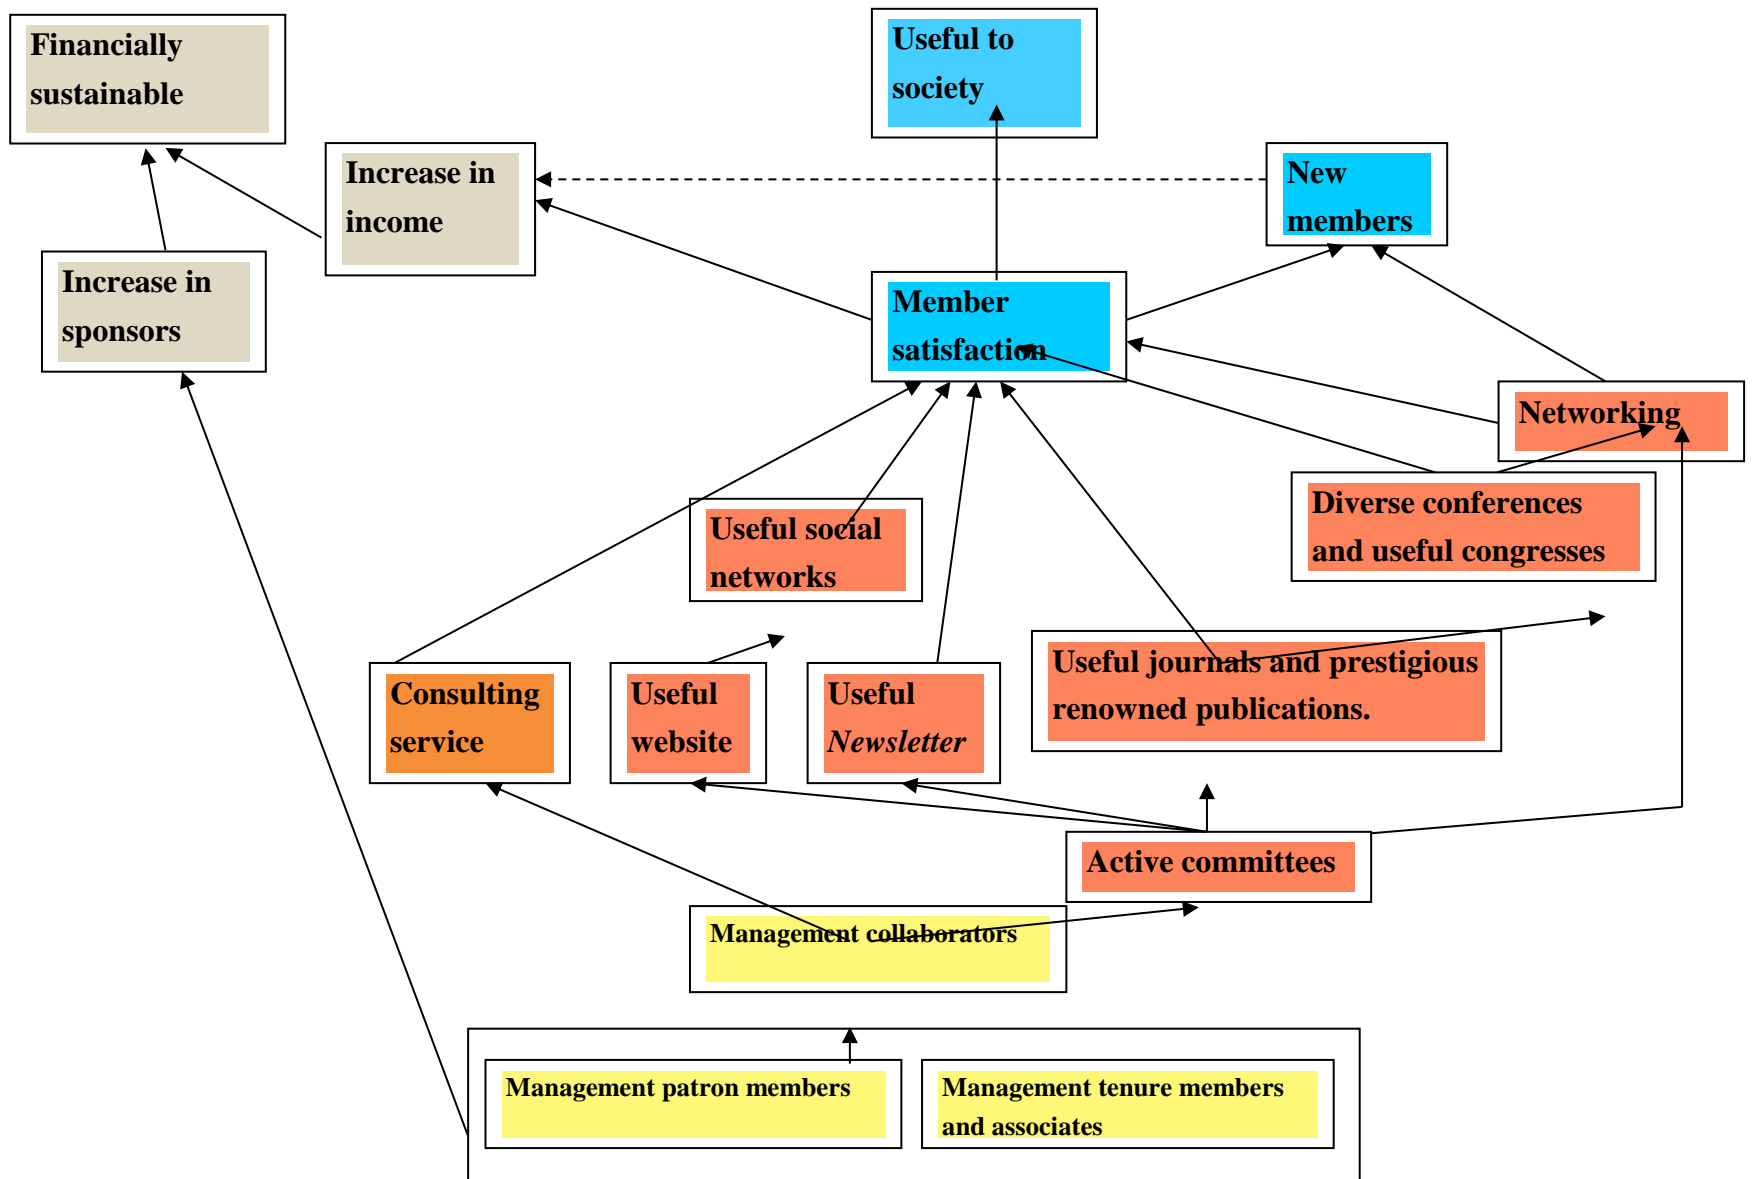 Financially
sustainable
Useful to
society
Increase in
income
New
members
Increase in
sponsors
Member
satisfaction
Networking
Diverse conferences
and useful congresses
Useful social
networks
Consulting
service
Useful
website
Useful
Newsletter
Useful journals and prestigious
renowned publications.
Active committees
Management collaborators
Management patron members
Management tenure members
and associates